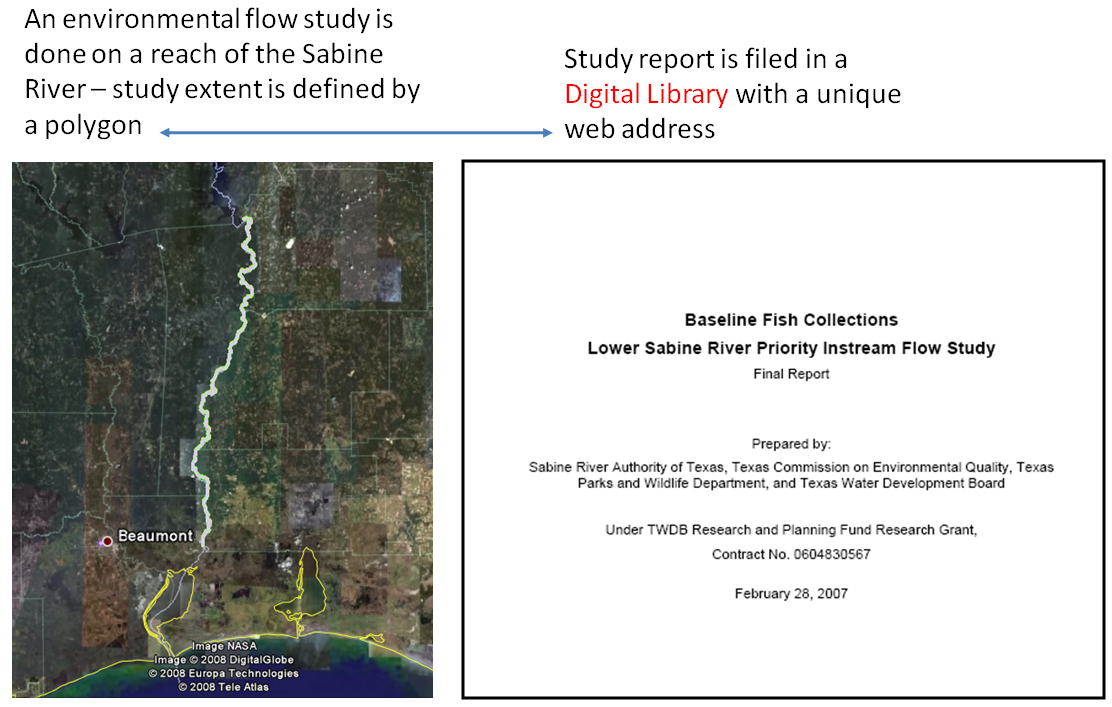 An environmental flow study is
done on a reach of the Sabine
River – study extent is defined by
a polygon
Study report is filed in a
Digital Library with a unique
web address
Beaumont
Image NASA
Image © 2008 DigitalGlobe
© 2008 Europa Technologies
© 2008 Tele Atlas
Baseline Fish Collections
Lower Sabine River Priority Instream Flow Study
Final Report
Prepared by:
Sabine River Authority of Texas, Texas Commission on Environmental Quality, Texas
Parks and Wildlife Department, and Texas Water Development Board
Under TWDB Research and Planning Fund Research Grant,
Contract No. 0604830567
February 28, 2007